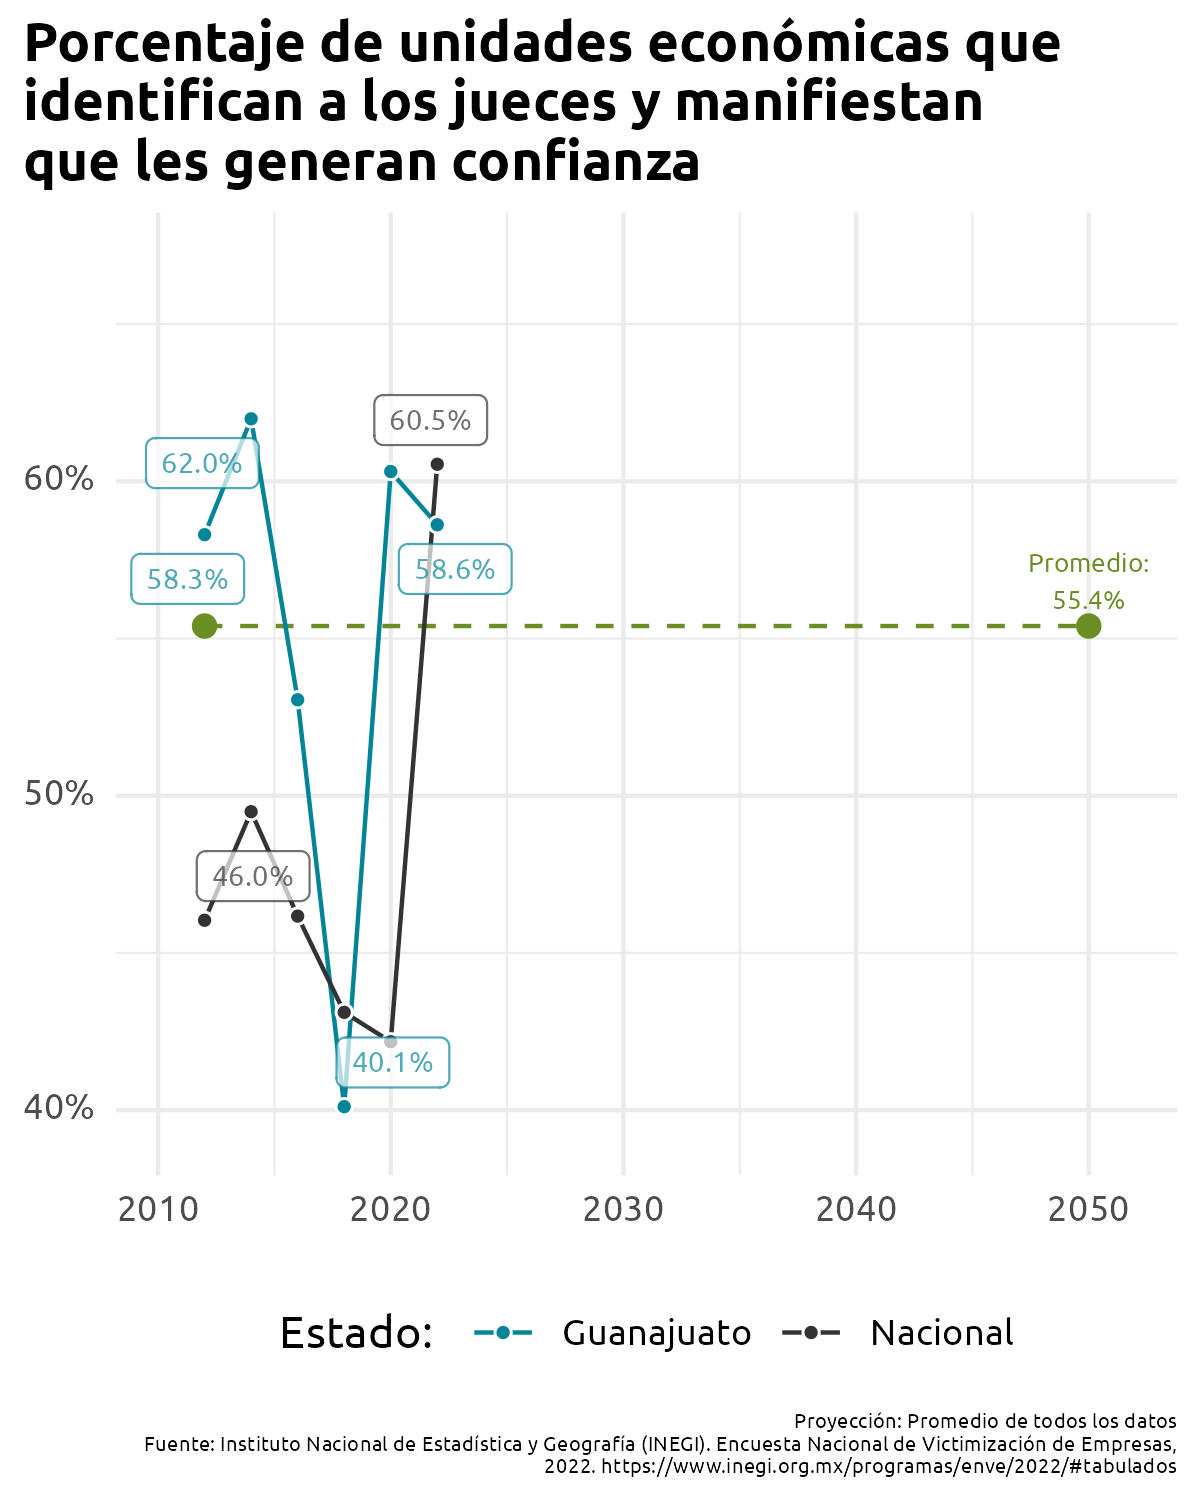 Porcentaje de unidades económicas que
identifican a los jueces y manifiestan
que les generan confianza
60.5%
62.0%
60%
58.3%
58.6%
Promedio:
55.4%
50%
46.0%
40.1%
40%
2010 2020 2030 2040 2050
Estado: Guanajuato Nacional
Proyección: Promedio de todos los datos
Fuente: Instituto Nacional de Estadística y Geografía (INEGI). Encuesta Nacional de Victimización de Empresas,
2022. https://www.inegi.org.mx/programas/enve/2022/#tabulados